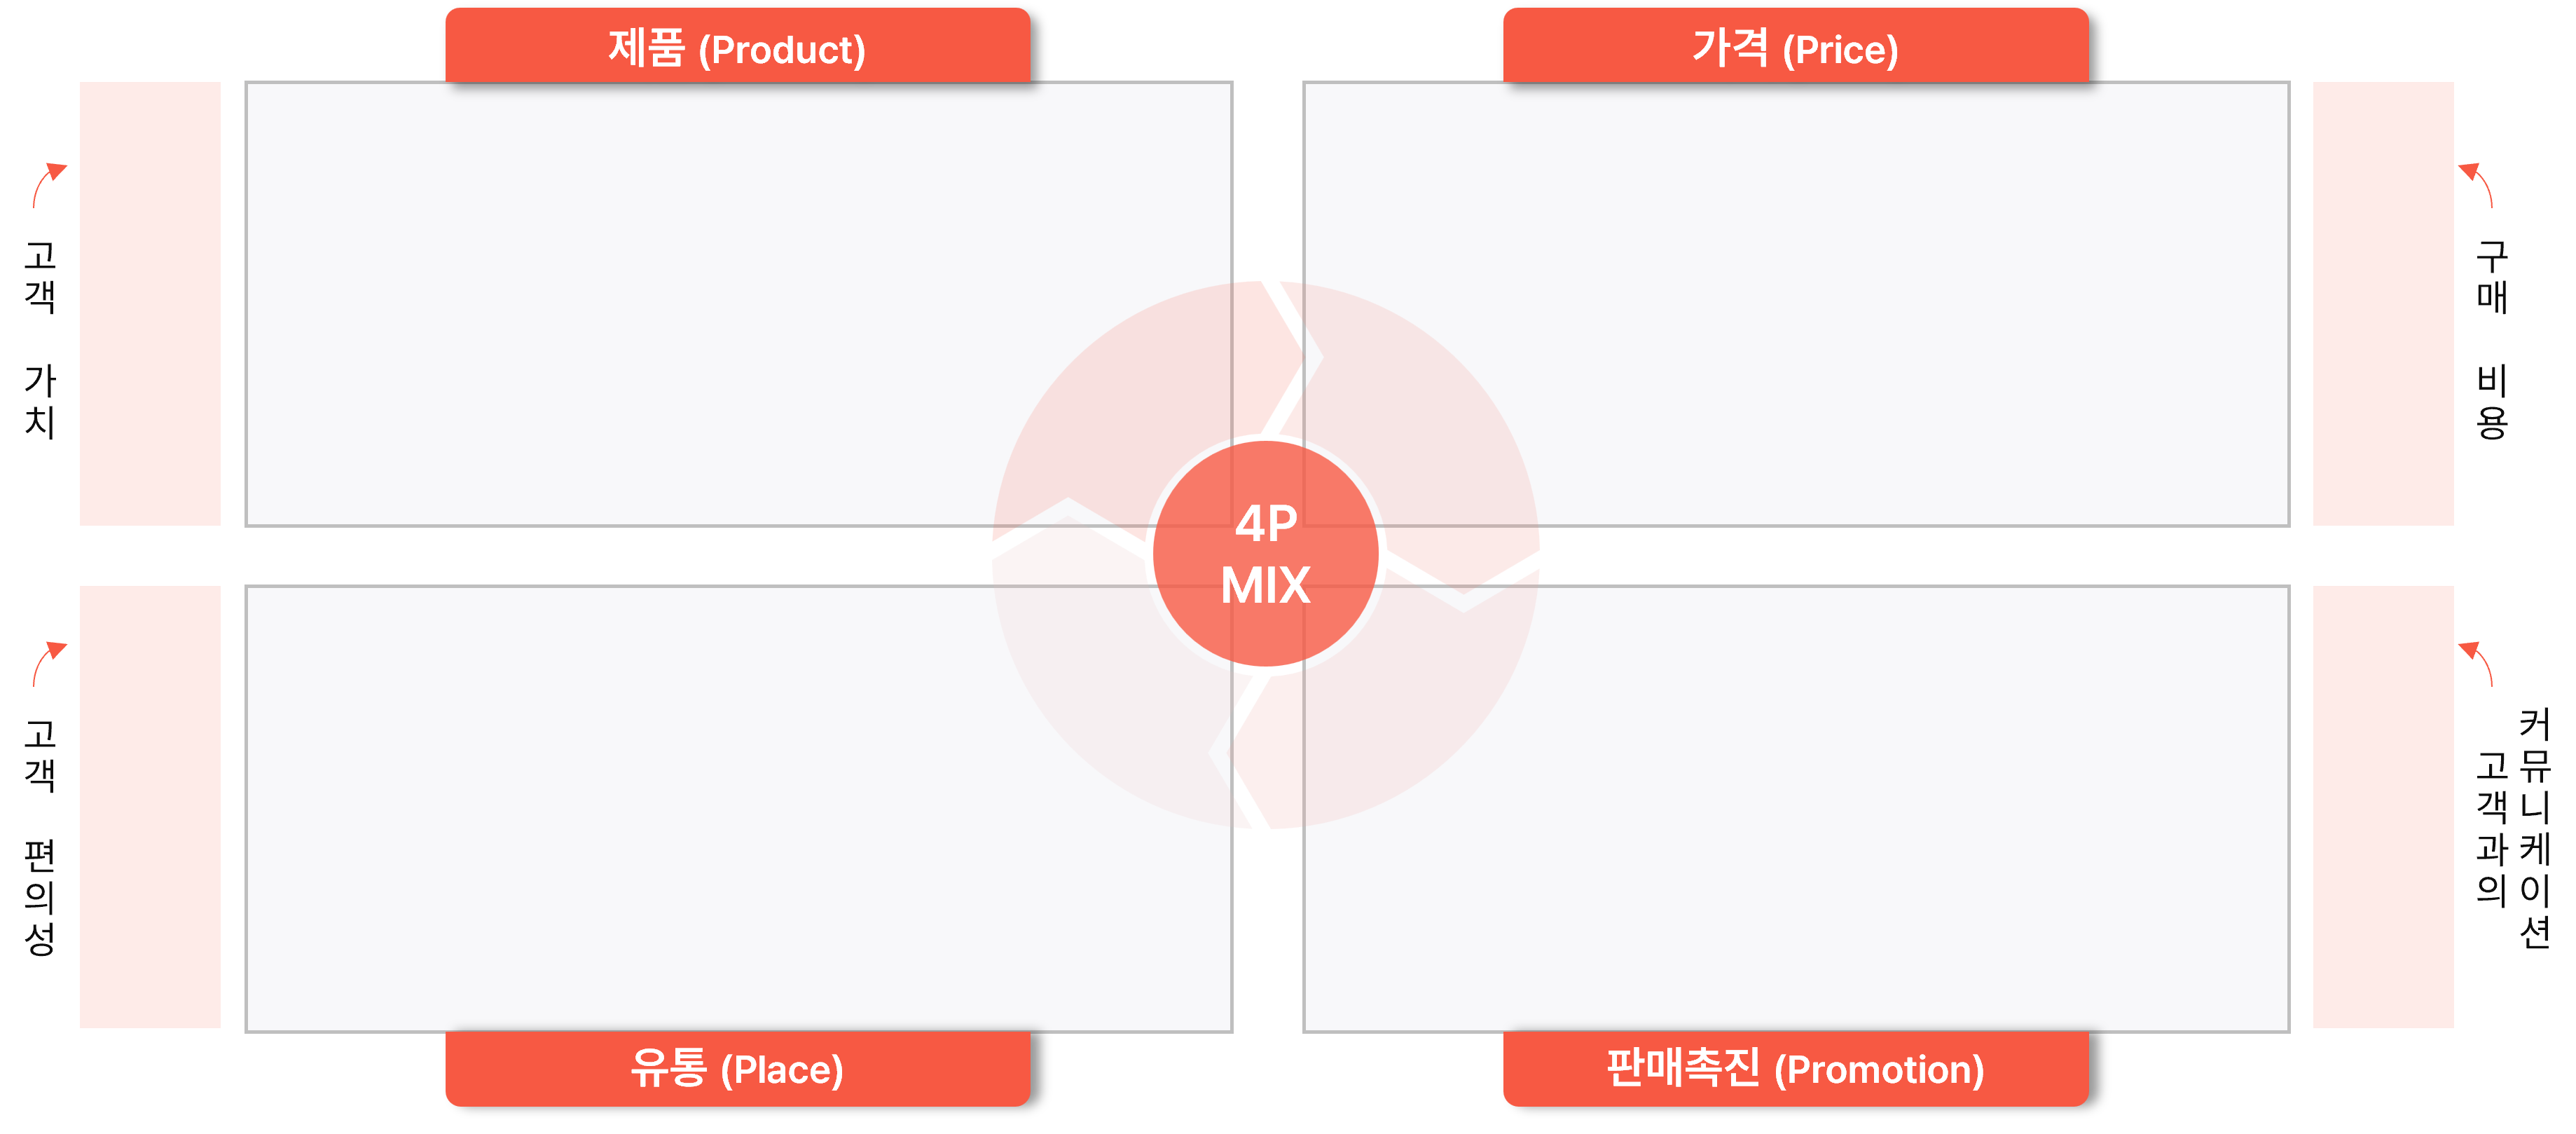 제품 (Product)
가격 (Price)
고객 가치
구매 비용
4P
MIX
고객 편의성
고객과의
커뮤니케이션
유통 (Place)
판매촉진 (Promotion)